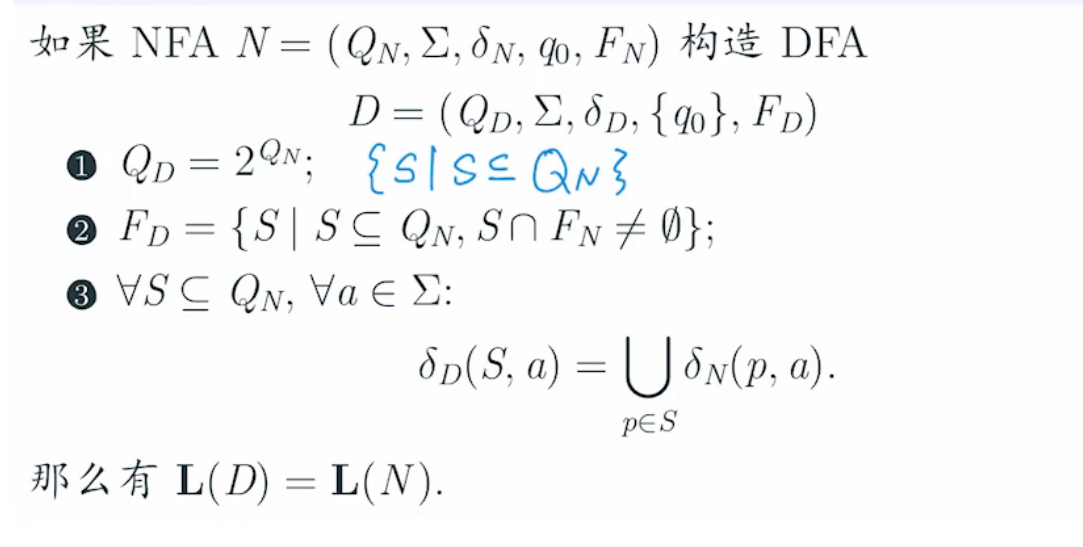 如果 NFA N = (Q_N, Σ, δ_N, q_0, F_N) 构造 DFA
D = (Q_D, Σ, δ_D, {q_0}, F_D)
❶ Q_D = 2^{Q_N}; {S | S ⊆ Q_N}
❷ F_D = {S | S ⊆ Q_N, S ∩ F_N ≠ ∅};
❸ ∀S ⊆ Q_N, ∀a ∈ Σ:
δ_D(S, a) = ⋃_{p∈S} δ_N(p, a).
那么有 L(D) = L(N).